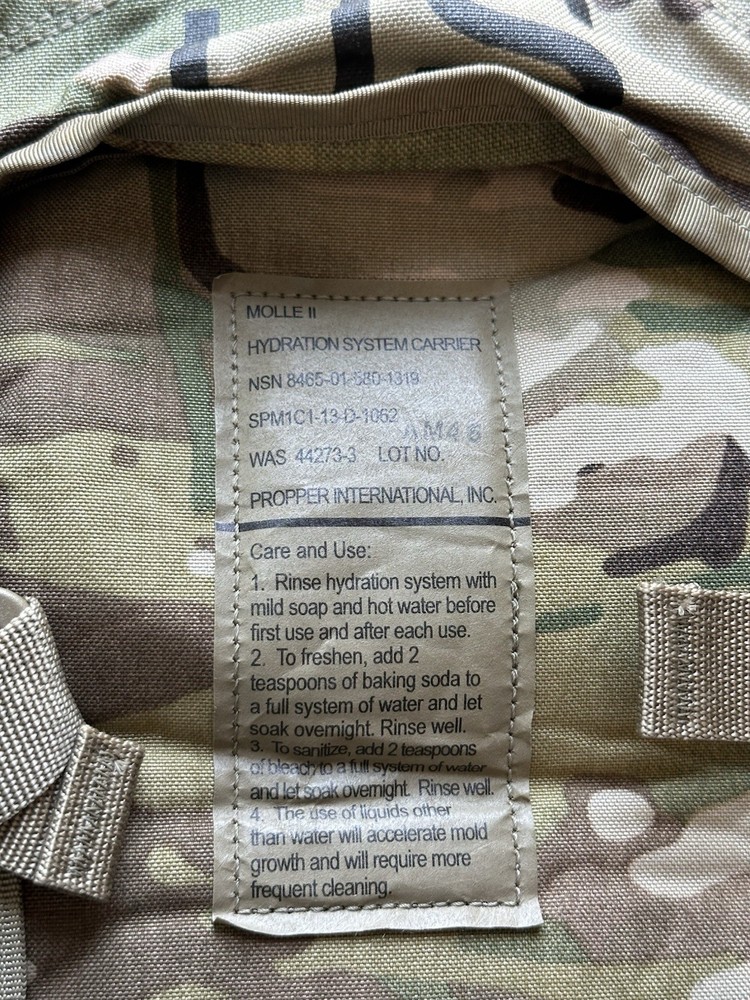 US
MOLLE II
HYDRATION SYSTEM CARRIER
NSN 8465-01-580-1319
SPM1C1-13-D-1052
AM46
WAS 44273-3 LOT NO.
PROPPER INTERNATIONAL, INC.
Care and Use:
1. Rinse hydration system with
mild soap and hot water before
first use and after each use.
2. To freshen, add 2
teaspoons of baking soda to
a full system of water and let
soak overnight. Rinse well.
3. To sanitize, add 2 teaspoons
of bleach to a full system of water
and let soak overnight. Rinse well.
4. The use of liquids other
than water will accelerate mold
growth and will require more
frequent cleaning.